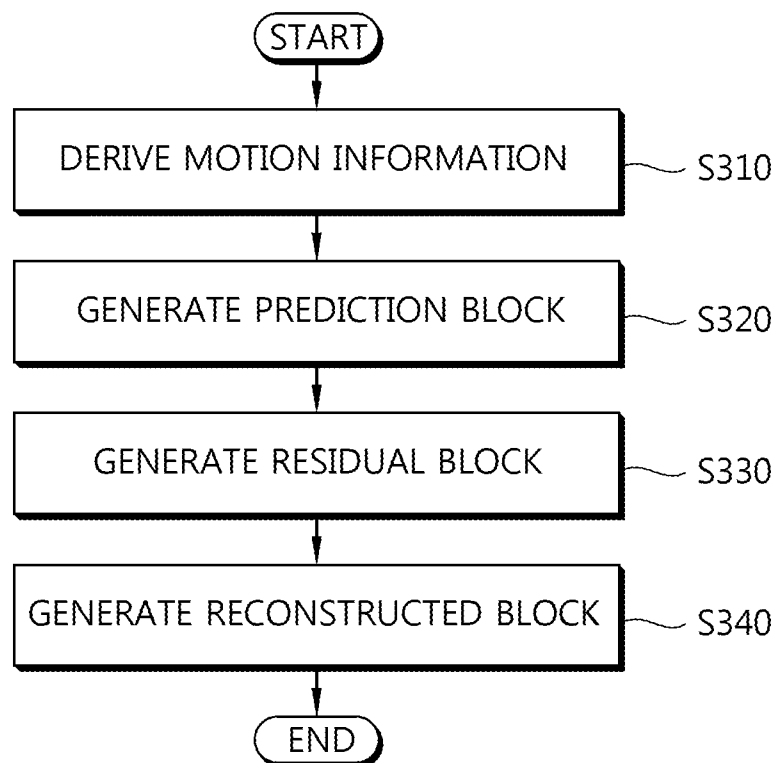 START
DERIVE MOTION INFORMATION
S310
GENERATE PREDICTION BLOCK
S320
GENERATE RESIDUAL BLOCK
S330
GENERATE RECONSTRUCTED BLOCK
S340
END